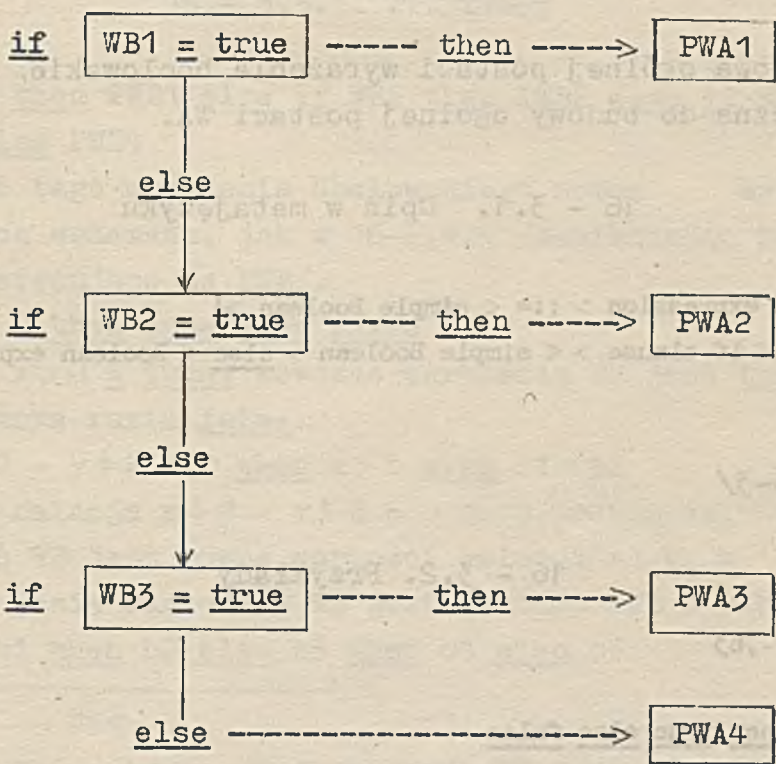 if WB1 = true then PWA1
else
if WB2 = true then PWA2
else
if WB3 = true then PWA3
else PWA4